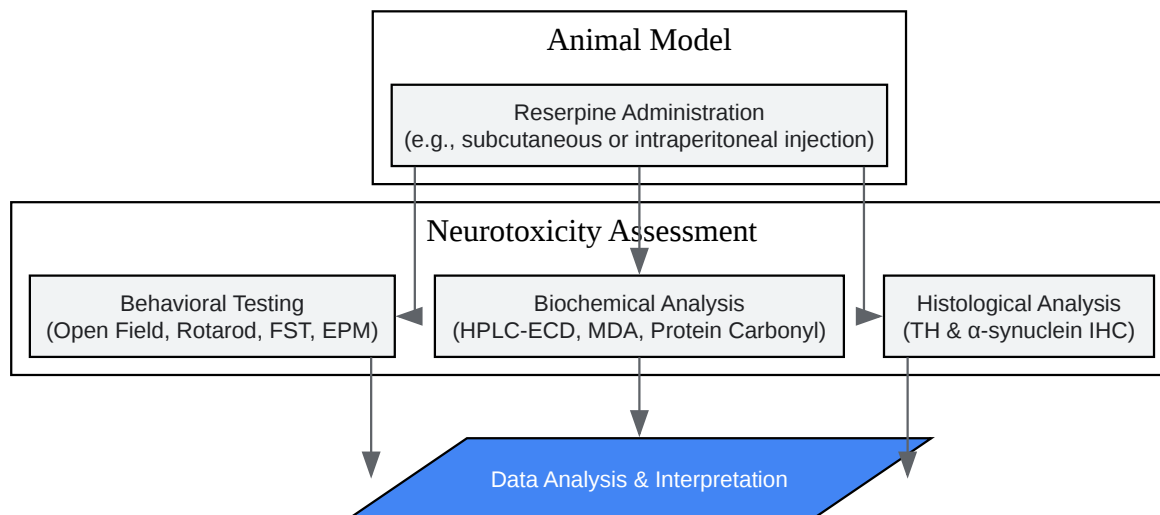 Animal Model
Reserpine Administration
(e.g., subcutaneous or intraperitoneal injection)
Neurotoxicity Assessment
Behavioral Testing
(Open Field, Rotarod, FST, EPM)
Biochemical Analysis
(HPLC-ECD, MDA, Protein Carbonyl)
Histological Analysis
(TH & α-synuclein IHC)
Data Analysis & Interpretation